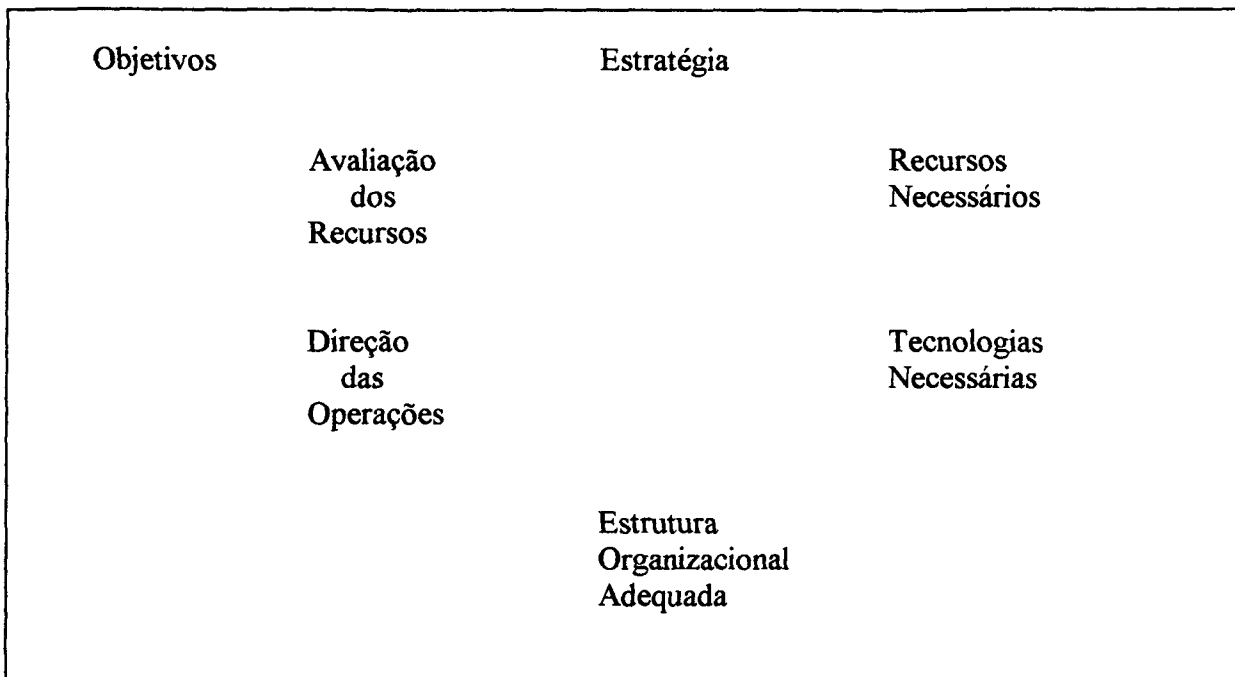 Objetivos
Estratégia
Avaliação
dos
Recursos
Recursos
Necessários
Direção
das
Operações
Tecnologias
Necessárias
Estrutura
Organizacional
Adequada